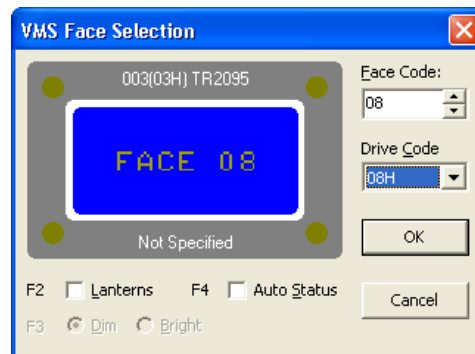 VMS Face Selection
003(03H) TR2095
FACE 08
Not Specified
Face Code:
08
Drive Code
08H
OK
Cancel
F2 Lanterns F4 Auto Status
F3 Dim Bright